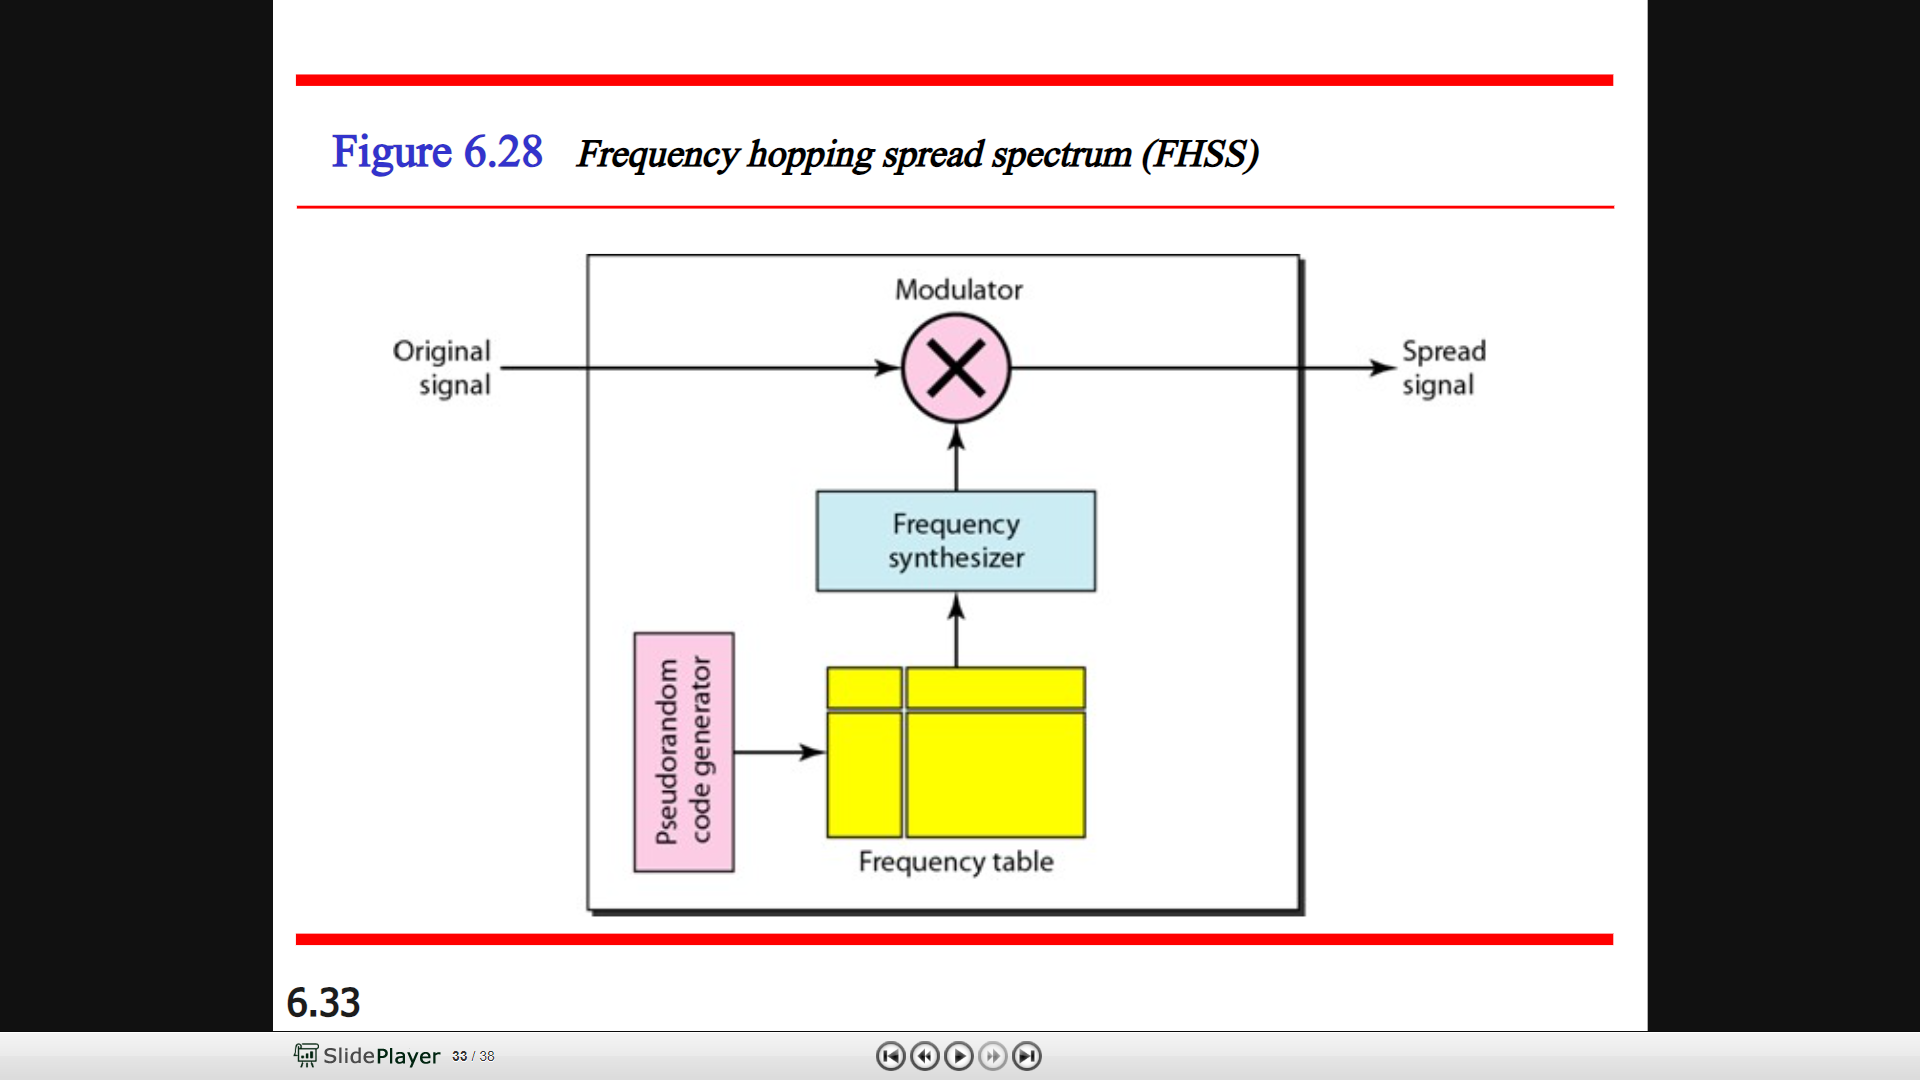 Figure 6.28 Frequency hopping spread spectrum (FHSS)
Modulator
Original
signal
Spread
signal
Frequency
synthesizer
Pseudorandom
code generator
Frequency table
6.33
SlidePlayer 33 / 38